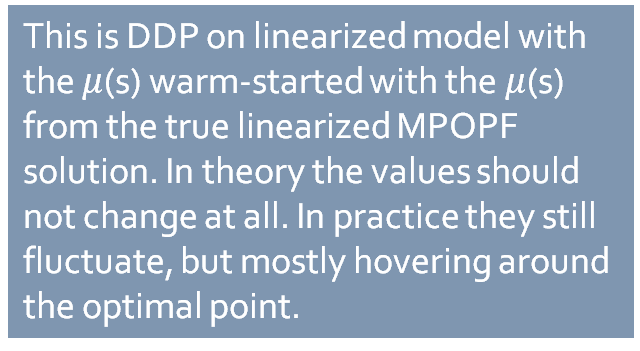 This is DDP on linearized model with
the 𝜇(s) warm-started with the 𝜇(s)
from the true linearized MPOPF
solution. In theory the values should
not change at all. In practice they still
fluctuate, but mostly hovering around
the optimal point.